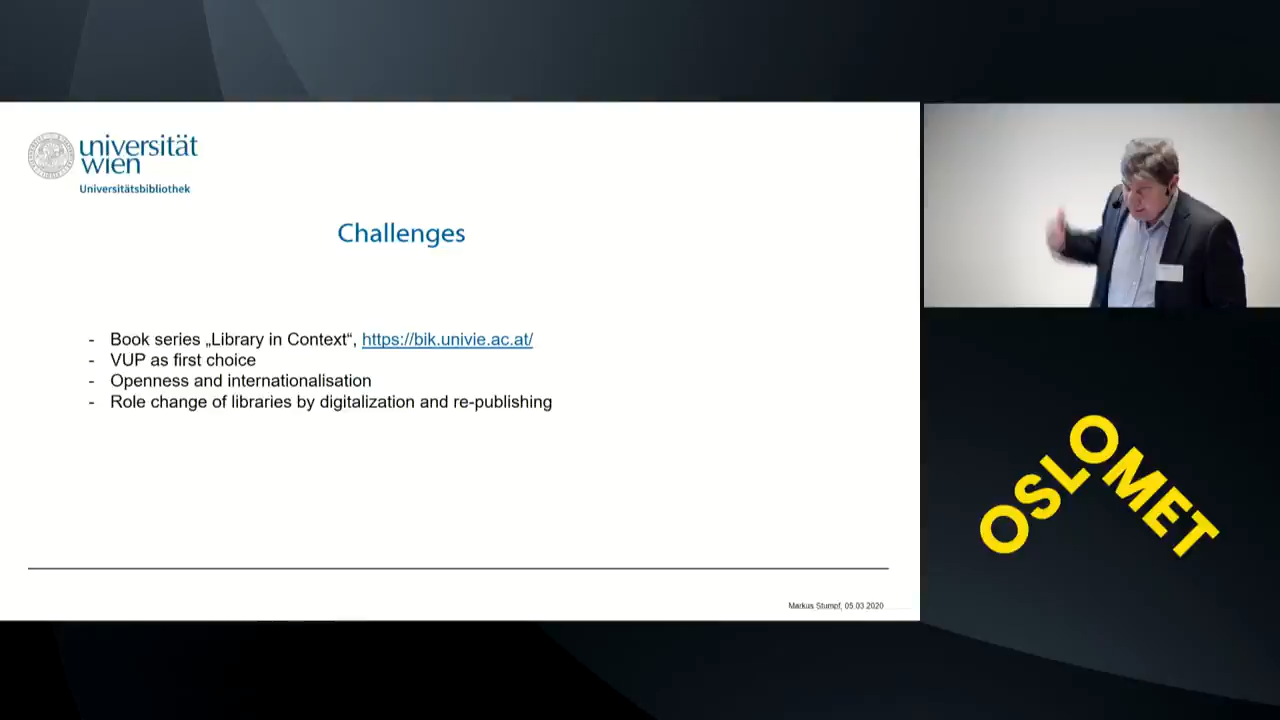 universität
wien
Universitätsbibliothek
Challenges
- Book series „Library in Context“, https://bik.univie.ac.at/
- VUP as first choice
- Openness and internationalisation
- Role change of libraries by digitalization and re-publishing
Markus Stumpf, 05.03.2020
OSLOMET